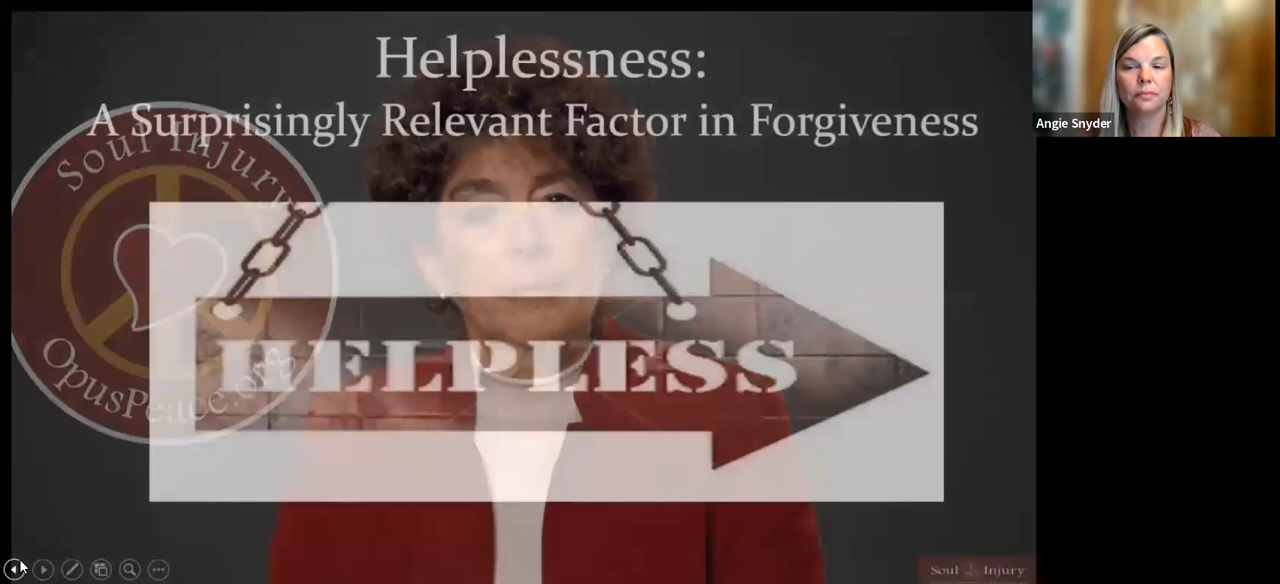 Helplessness:
A Surprisingly Relevant Factor in Forgiveness
Soul Injury
HELPLESS
OpusPeace.org
Angie Snyder
Soul Injury